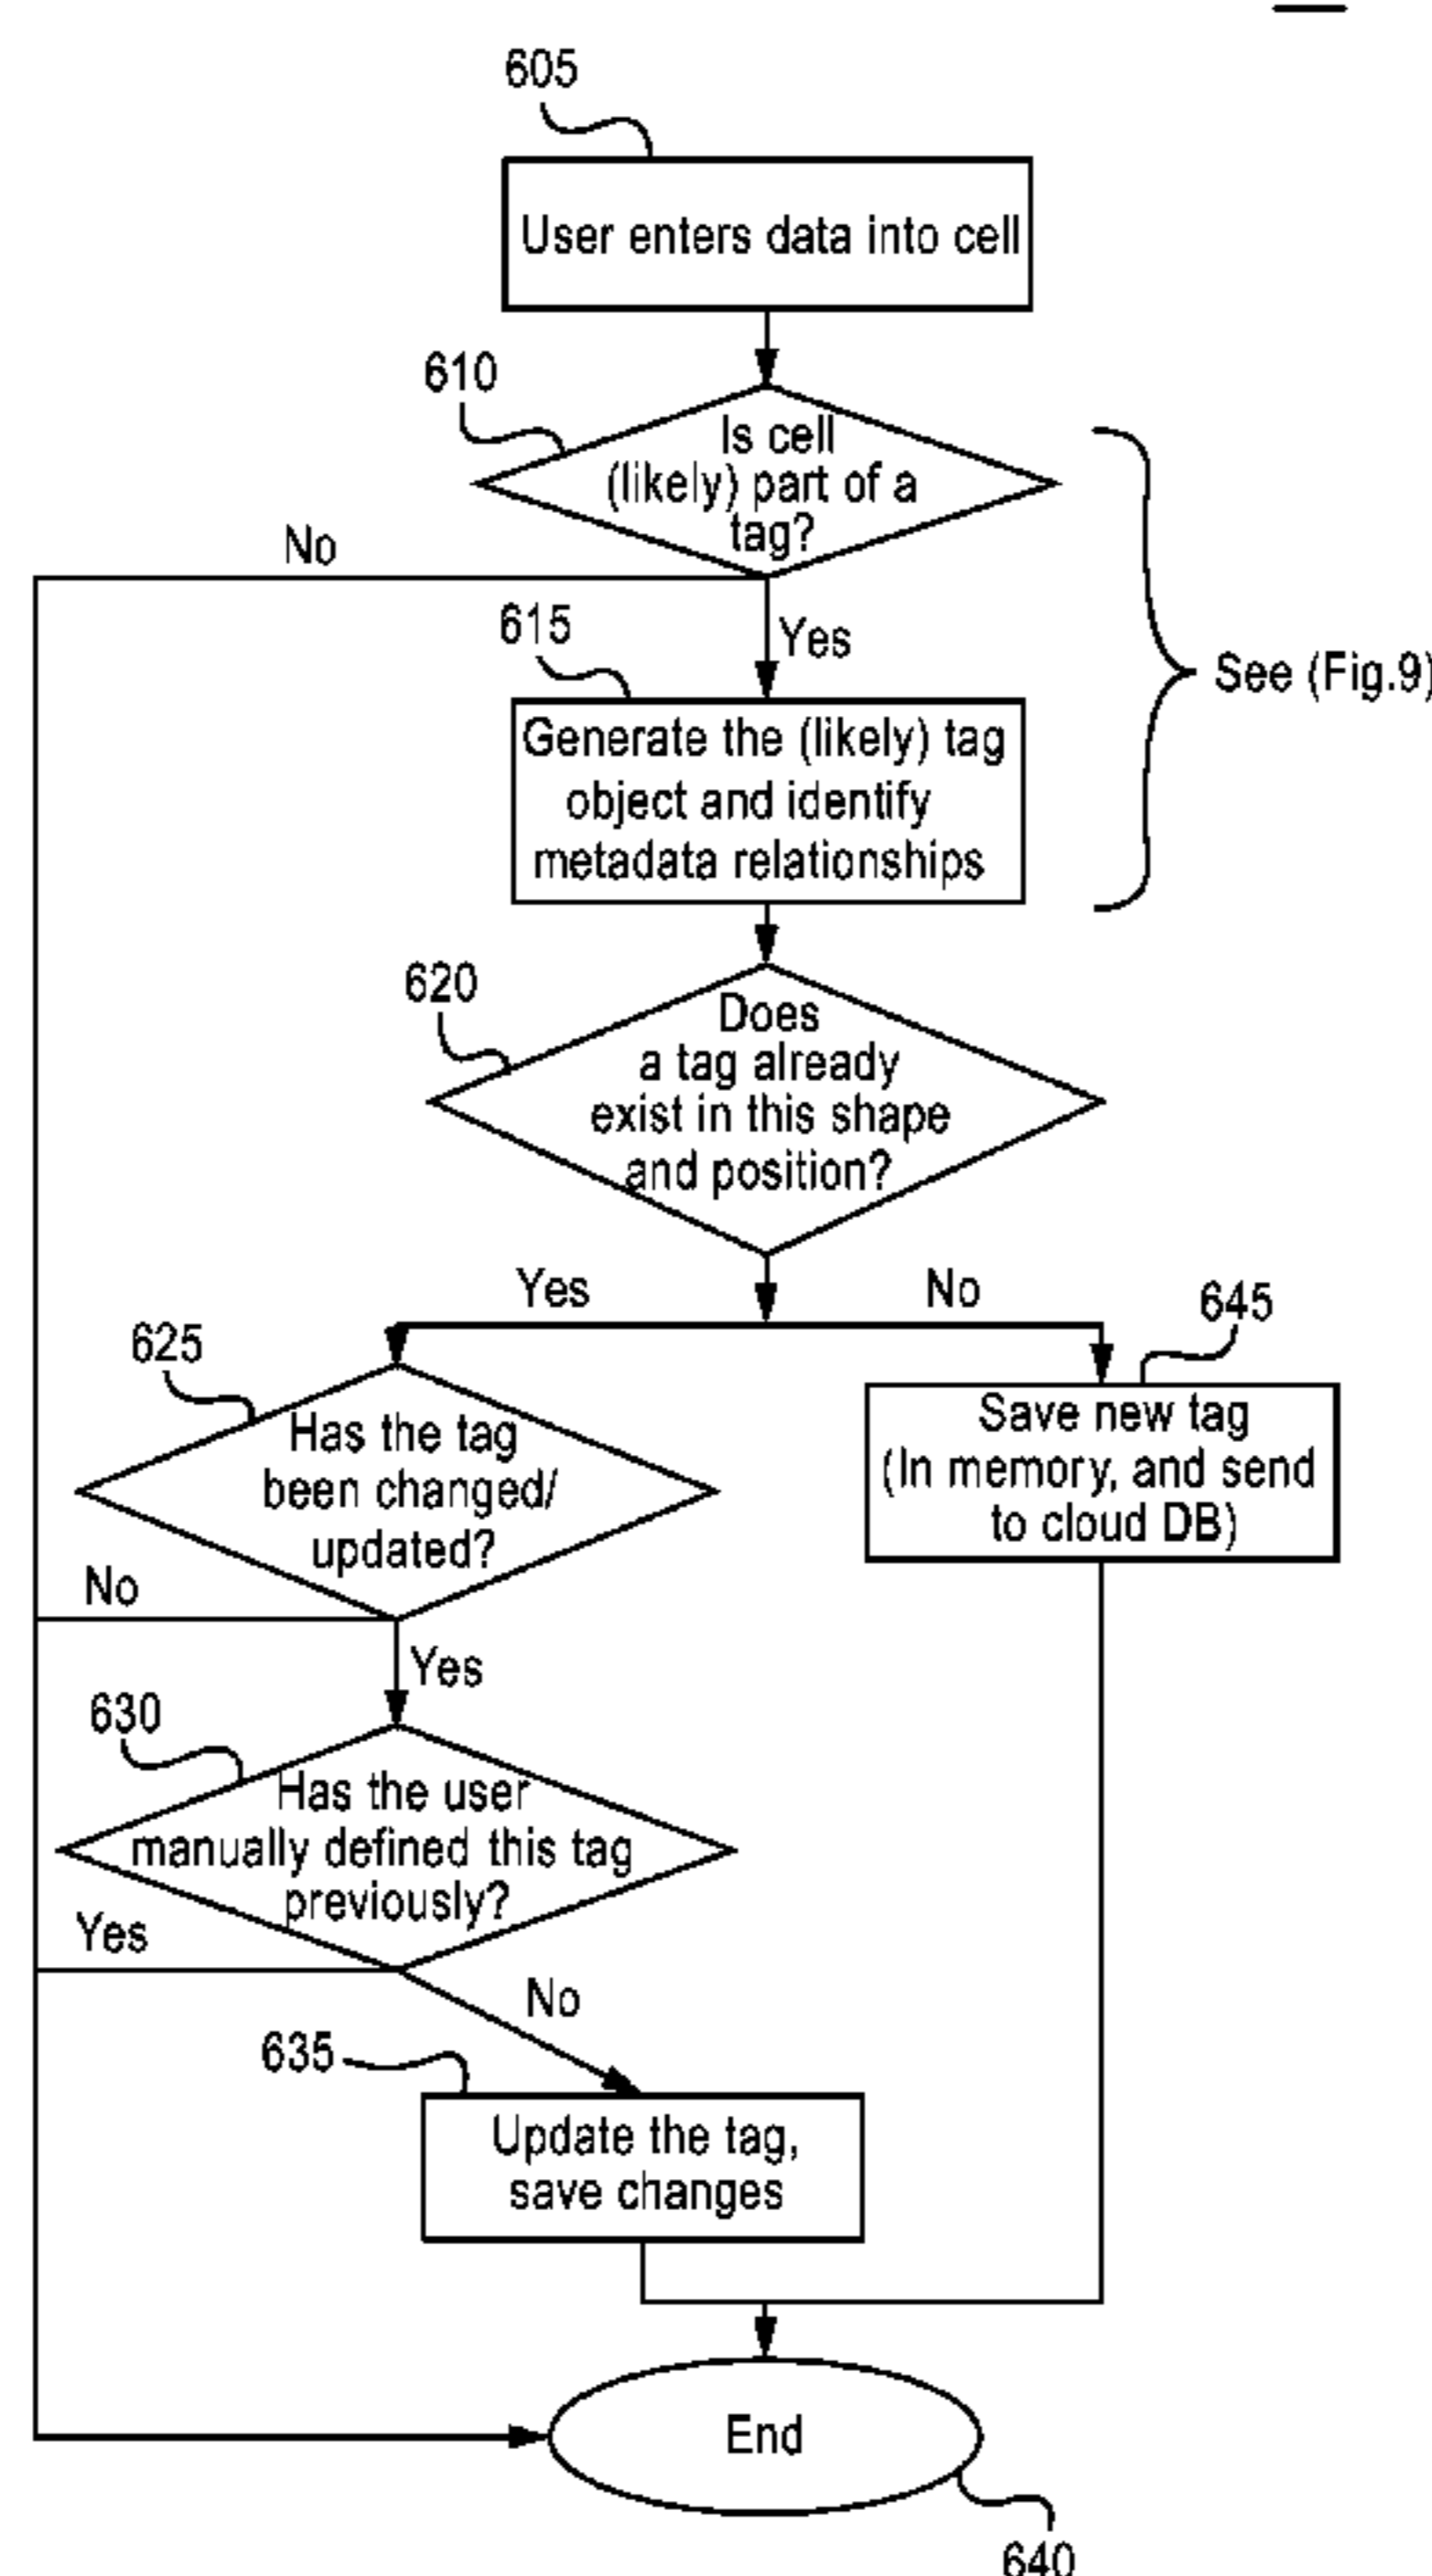 605
User enters data into cell
610
Is cell
(likely) part of a
tag?
No
Yes
615
Generate the (likely) tag
object and identify
metadata relationships
See (Fig.9)
620
Does
a tag already
exist in this shape
and position?
Yes
No
625
Has the tag
been changed/
updated?
645
Save new tag
(In memory, and send
to cloud DB)
No
Yes
630
Has the user
manually defined this tag
previously?
Yes
No
635
Update the tag,
save changes
End
640